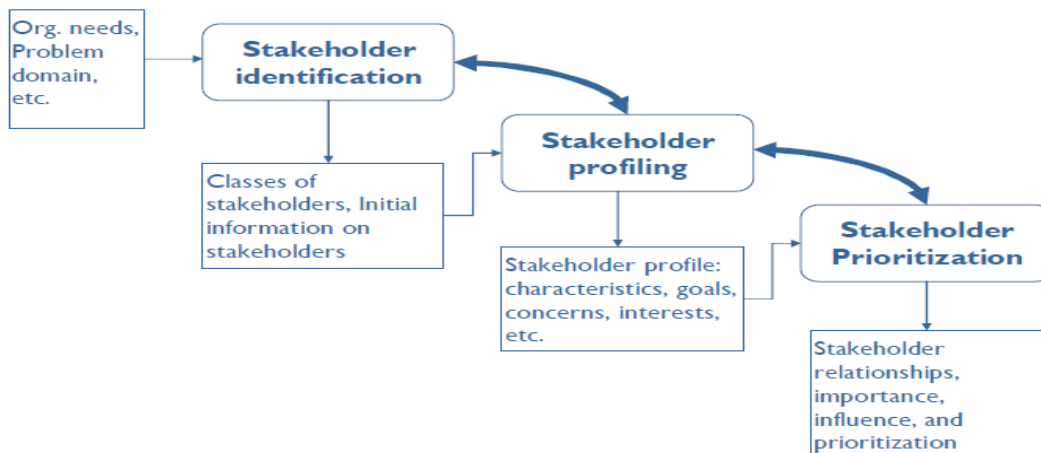 Org. needs,
Problem
domain,
etc.
Stakeholder
identification
Classes of
stakeholders, Initial
information on
stakeholders
Stakeholder
profiling
Stakeholder profile:
characteristics, goals,
concerns, interests,
etc.
Stakeholder
Prioritization
Stakeholder
relationships,
importance,
influence, and
prioritization